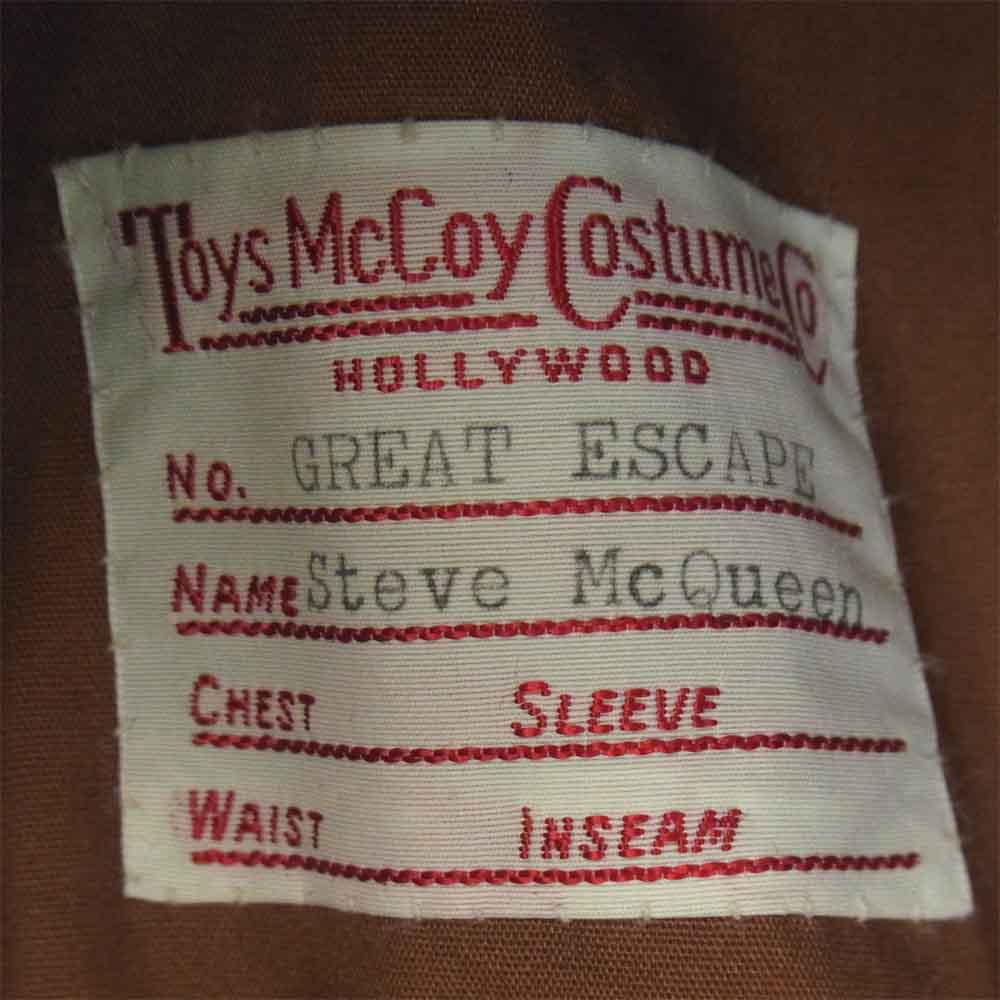 Toys McCoy Costume Co
HOLLYWOOD
No. GREAT ESCAPE
NAME Steve McQueen
CHEST SLEEVE
WAIST INSEAM